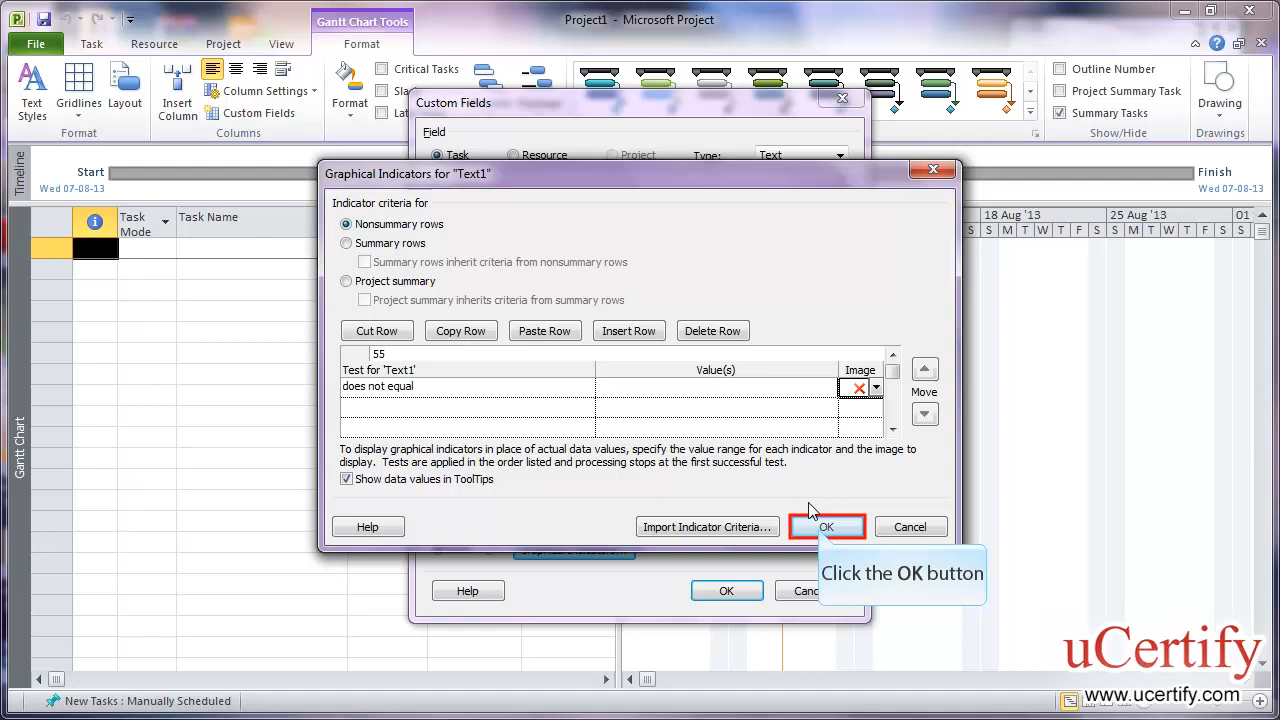 Gantt Chart Tools
Project1 - Microsoft Project
File
Task
Resource
Project
View
Format
Text Styles
Gridlines
Layout
Format
Insert Column
Column Settings
Custom Fields
Columns
Format
Critical Tasks
Outline Number
Project Summary Task
Summary Tasks
Show/Hide
Drawing
Drawings
Custom Fields
Field
Task
Resource
Project
Type:
Text
Timeline
Start
Wed 07-08-13
Finish
Wed 07-08-13
Task Mode
Task Name
18 Aug '13
25 Aug '13
01
S M T W T F S
S M T W T F S
S
Gantt Chart
Graphical Indicators for "Text1"
Indicator criteria for
Nonsummary rows
Summary rows
Summary rows inherit criteria from nonsummary rows
Project summary
Project summary inherits criteria from summary rows
Cut Row
Copy Row
Paste Row
Insert Row
Delete Row
55
Test for 'Text1'
Value(s)
Image
does not equal
Move
To display graphical indicators in place of actual data values, specify the value range for each indicator and the image to
display. Tests are applied in the order listed and processing stops at the first successful test.
Show data values in ToolTips
Help
Import Indicator Criteria...
OK
Cancel
Click the OK button
Help
OK
uCertify
www.ucertify.com
New Tasks : Manually Scheduled